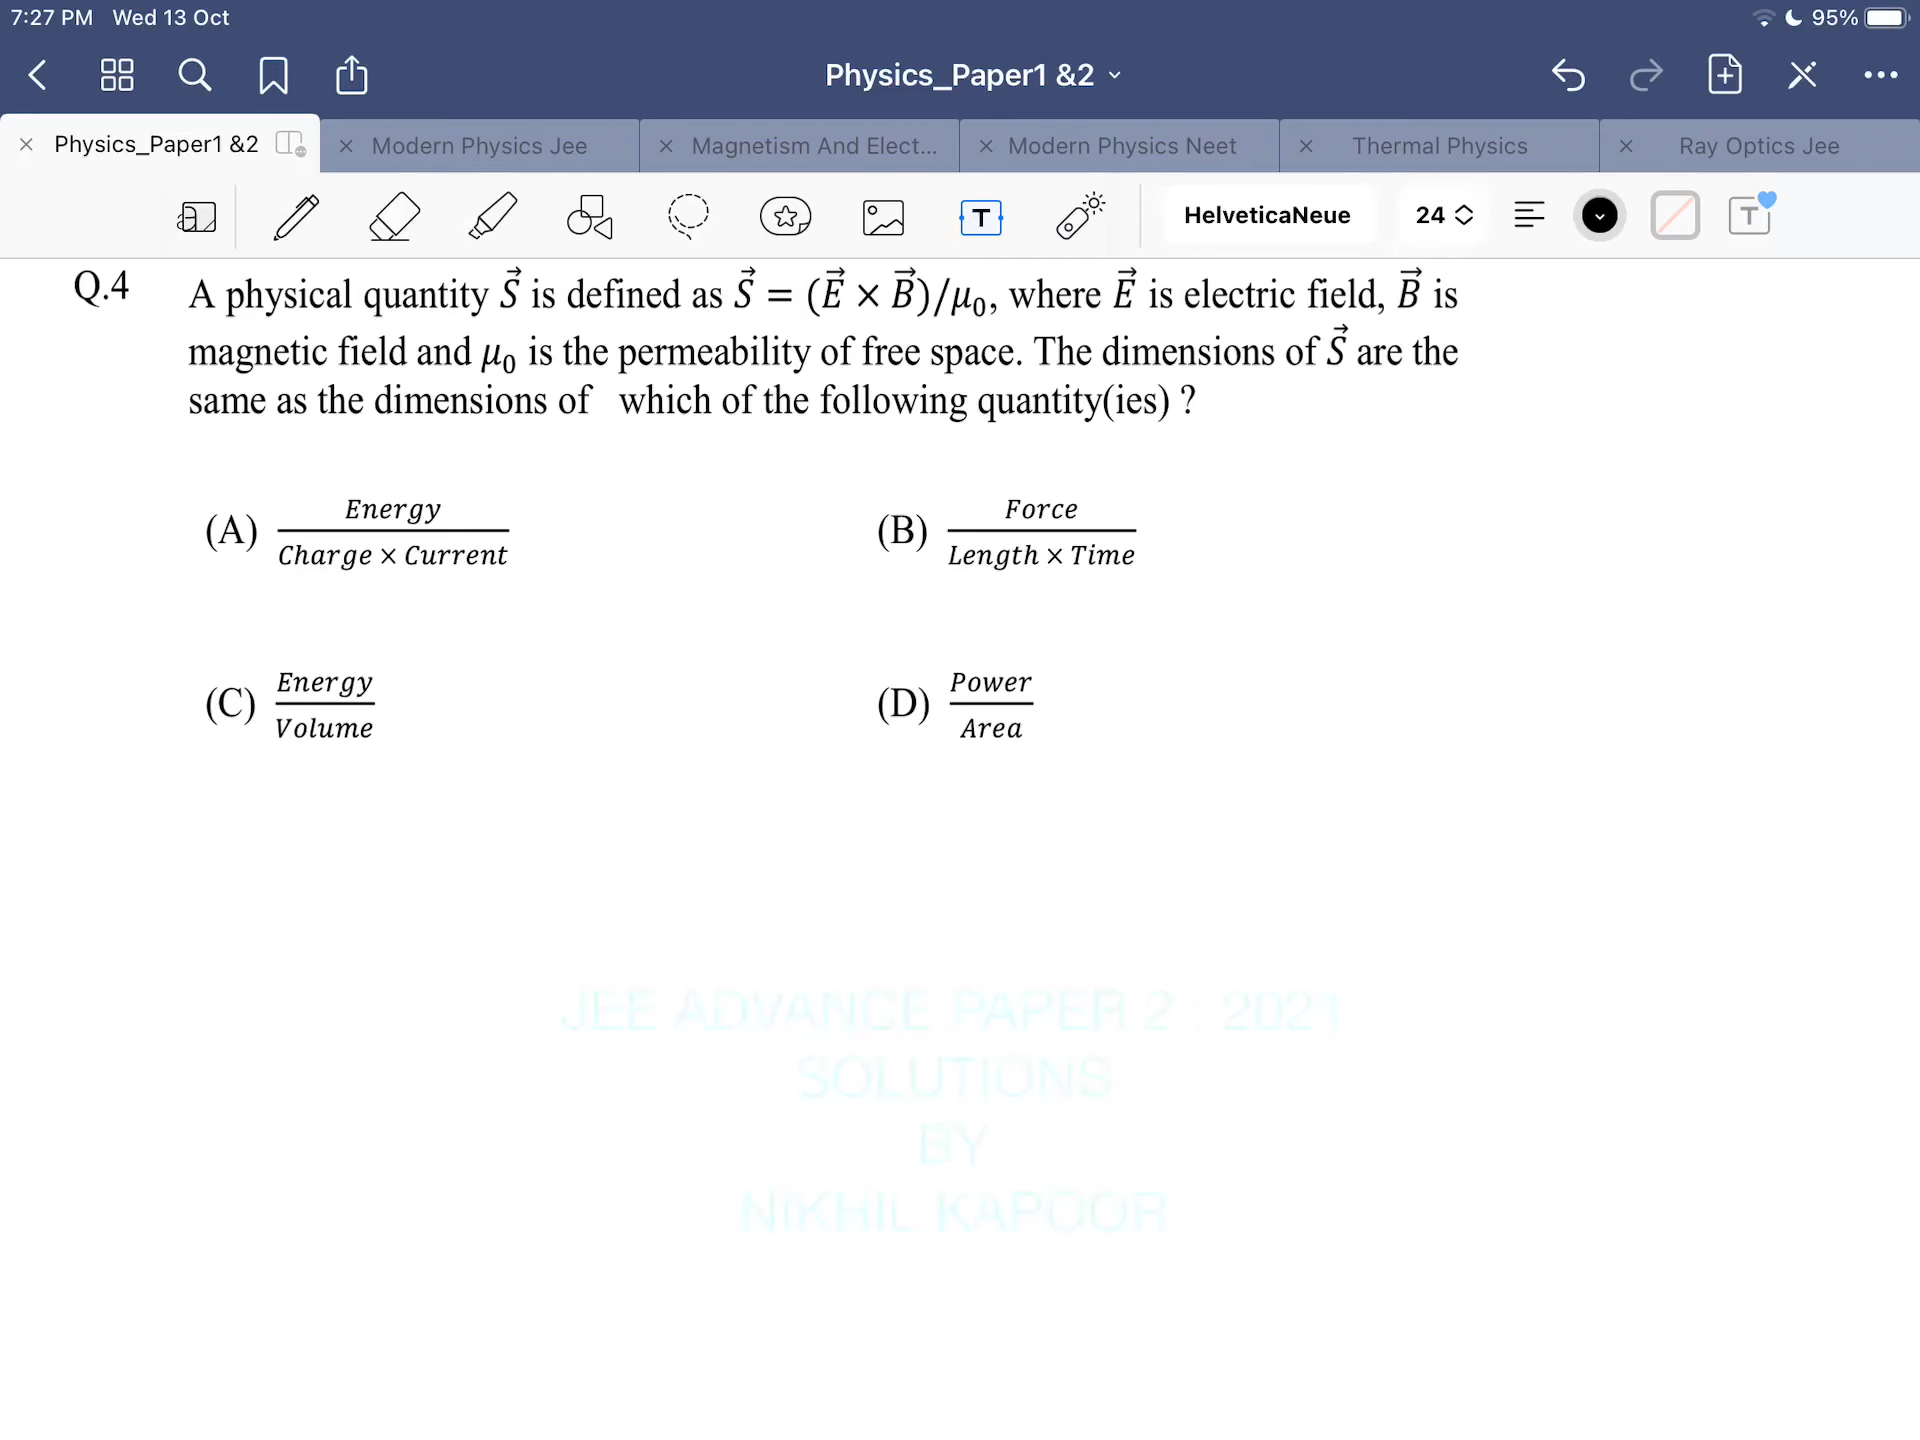 7:27 PM Wed 13 Oct 95%
Physics_Paper1 &2
Physics_Paper1 &2 Modern Physics Jee Magnetism And Elect... Modern Physics Neet Thermal Physics Ray Optics Jee
a T HelveticaNeue 24 T
Q.4 A physical quantity S⃗ is defined as S⃗ = (E⃗ × B⃗)/μ₀, where E⃗ is electric field, B⃗ is
magnetic field and μ₀ is the permeability of free space. The dimensions of S⃗ are the
same as the dimensions of which of the following quantity(ies) ?
(A) Energy / Charge × Current (B) Force / Length × Time
(C) Energy / Volume (D) Power / Area
JEE ADVANCE PAPER 2 : 2021
SOLUTIONS
BY
NIKHIL KAPOOR